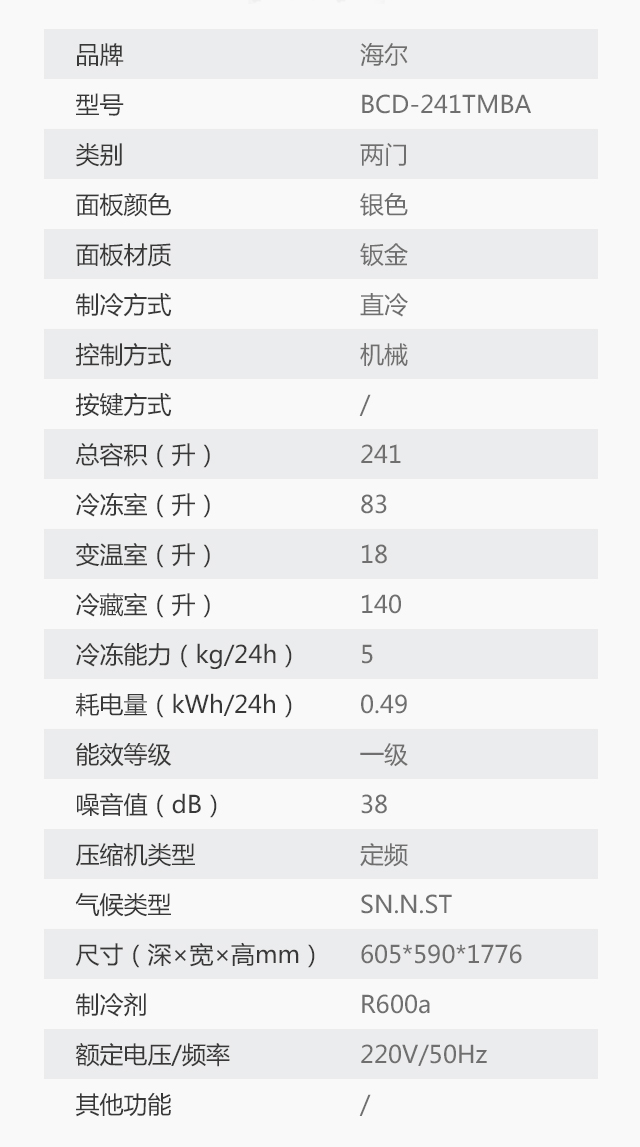 品牌 海尔
型号 BCD-241TMBA
类别 两门
面板颜色 银色
面板材质 钣金
制冷方式 直冷
控制方式 机械
按键方式 /
总容积（升） 241
冷冻室（升） 83
变温室（升） 18
冷藏室（升） 140
冷冻能力（kg/24h） 5
耗电量（kWh/24h） 0.49
能效等级 一级
噪音值（dB） 38
压缩机类型 定频
气候类型 SN.N.ST
尺寸（深×宽×高mm） 605*590*1776
制冷剂 R600a
额定电压/频率 220V/50Hz
其他功能 /